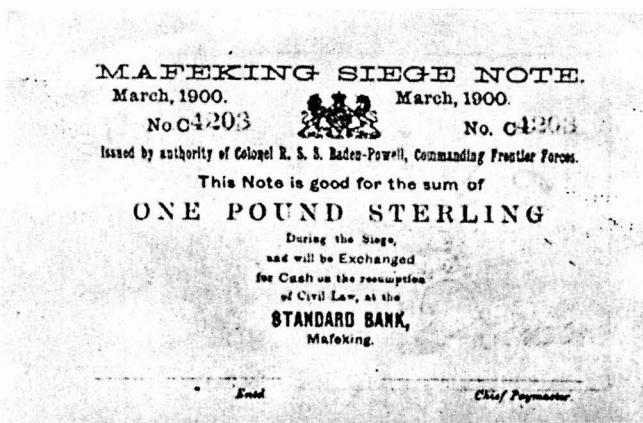 MAFEKING SIEGE NOTE.
March, 1900. March, 1900.
No C4203 No. C4203
Issued by authority of Colonel R. S. S. Baden-Powell, Commanding Frontier Forces.
This Note is good for the sum of
ONE POUND STERLING
During the Siege,
and will be Exchanged
for Cash on the resumption
of Civil Law, at the
STANDARD BANK,
Mafeking.
Entd Chief Paymaster.